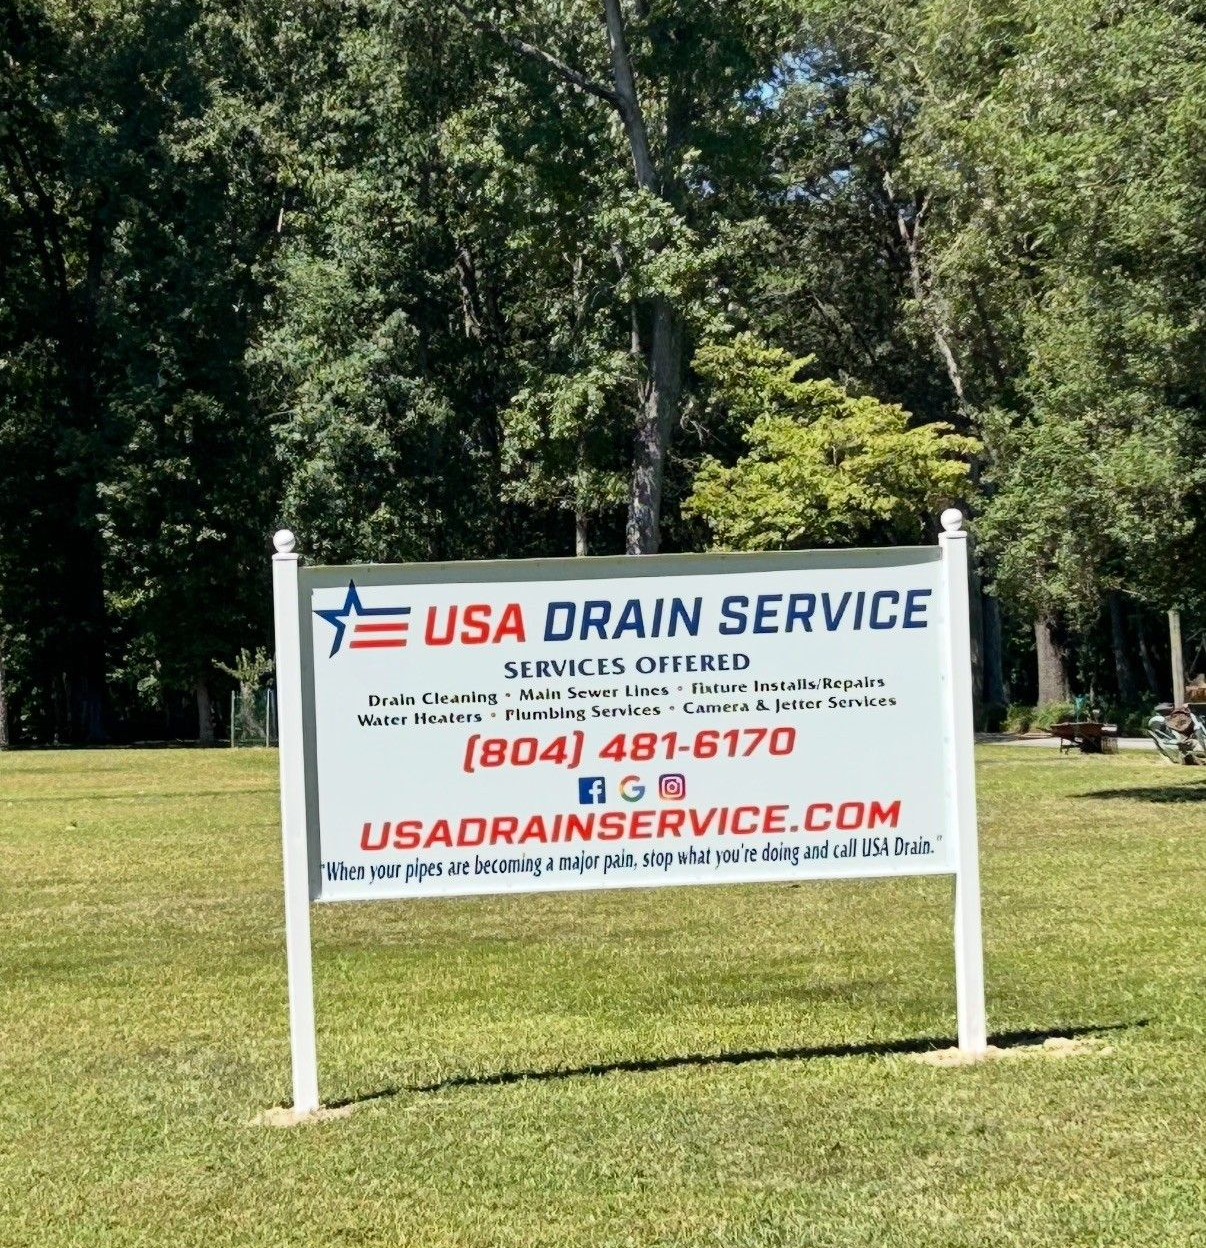 USA DRAIN SERVICE
SERVICES OFFERED
Drain Cleaning • Main Sewer Lines • Fixture Installs/Repairs
Water Heaters • Plumbing Services • Camera & Jetter Services
(804) 481-6170
USADRAINSERVICE.COM
"When your pipes are becoming a major pain, stop what you're doing and call USA Drain."